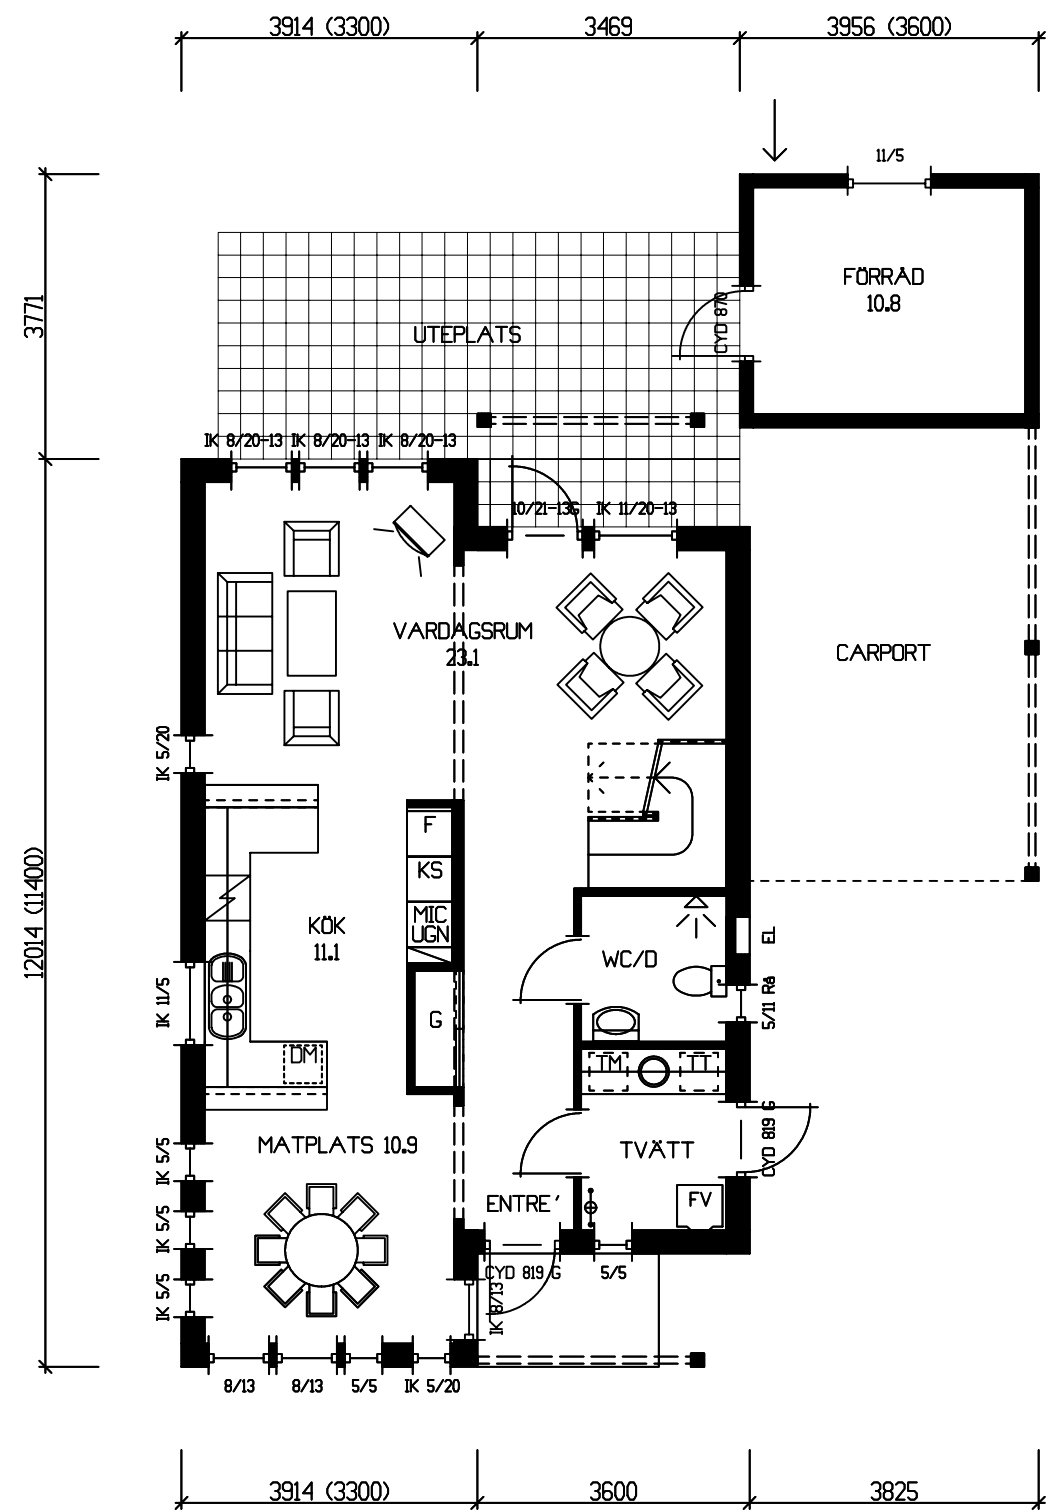 3914 (3300)
3469
3956 (3600)
11/5
FÖRRÅD
10.8
3771
CYD 870
UTEPLATS
IK 8/20-13
IK 8/20-13
IK 8/20-13
10/21-13G
IK 11/20-13
VARDAGSRUM
23.1
CARPORT
IK 5/20
F
KS
MIC
UGN
12014 (11400)
KÖK
11.1
WC/D
EL
IK 11/5
5/11 Rå
G
DM
TM
TT
CYD 819 G
MATPLATS 10.9
TVÄTT
IK 5/5
IK 5/5
IK 5/5
ENTRE´
FV
CYD 819 G
5/5
IK 8/13
8/13
8/13
5/5
IK 5/20
3914 (3300)
3600
3825